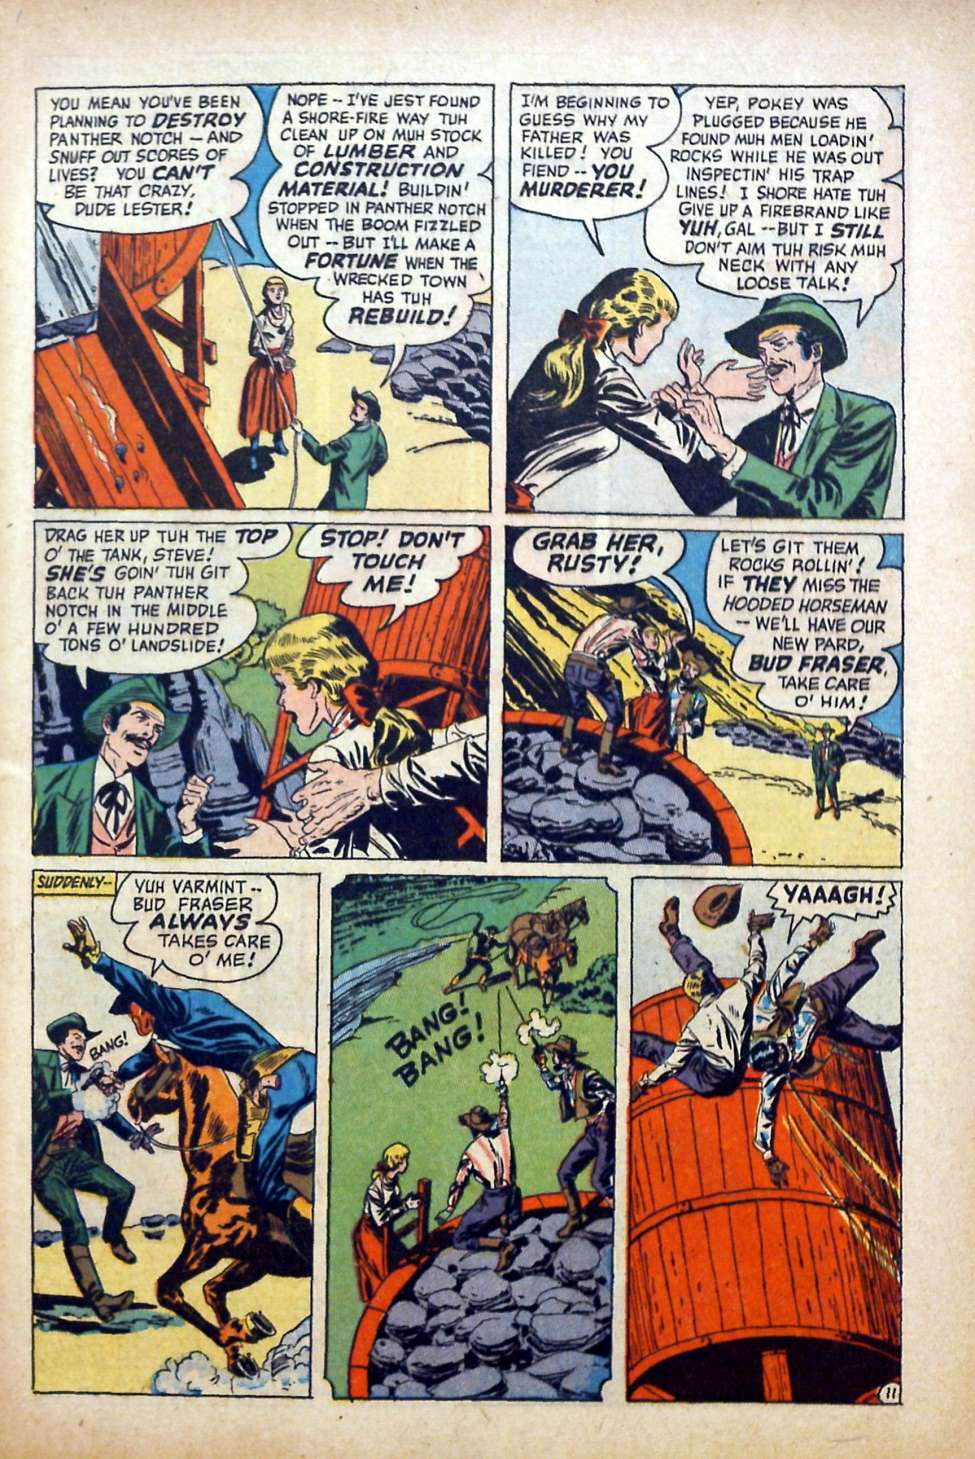 YOU MEAN YOU'VE BEEN
PLANNING TO DESTROY
PANTHER NOTCH -- AND
SNUFF OUT SCORES OF
LIVES? YOU CAN'T
BE THAT CRAZY,
DUDE LESTER!
NOPE -- I'VE JEST FOUND
A SHORE-FIRE WAY TUH
CLEAN UP ON MUH STOCK
OF LUMBER AND
CONSTRUCTION
MATERIAL! BUILDIN'
STOPPED IN PANTHER NOTCH
WHEN THE BOOM FIZZLED
OUT -- BUT I'LL MAKE A
FORTUNE WHEN THE
WRECKED TOWN
HAS TUH
REBUILD!
I'M BEGINNING TO
GUESS WHY MY
FATHER WAS
KILLED! YOU
FIEND -- YOU
MURDERER!
YEP, POKEY WAS
PLUGGED BECAUSE HE
FOUND MUH MEN LOADIN'
ROCKS WHILE HE WAS OUT
INSPECTIN' HIS TRAP
LINES! I SHORE HATE TUH
GIVE UP A FIREBRAND LIKE
YUH, GAL -- BUT I STILL
DON'T AIM TUH RISK MUH
NECK WITH ANY
LOOSE TALK!
DRAG HER UP TUH THE TOP
O' THE TANK, STEVE!
SHE'S GOIN' TUH GIT
BACK TUH PANTHER
NOTCH IN THE MIDDLE
O' A FEW HUNDRED
TONS O' LANDSLIDE!
STOP! DON'T
TOUCH
ME!
GRAB HER,
RUSTY!
LET'S GIT THEM
ROCKS ROLLIN'!
IF THEY MISS THE
HOODED HORSEMAN
-- WE'LL HAVE OUR
NEW PARD,
BUD FRASER,
TAKE CARE
O' HIM!
SUDDENLY--
YUH VARMINT --
BUD FRASER
ALWAYS
TAKES CARE
O' ME!
BANG!
BANG!
BANG!
YAAAGH!
11